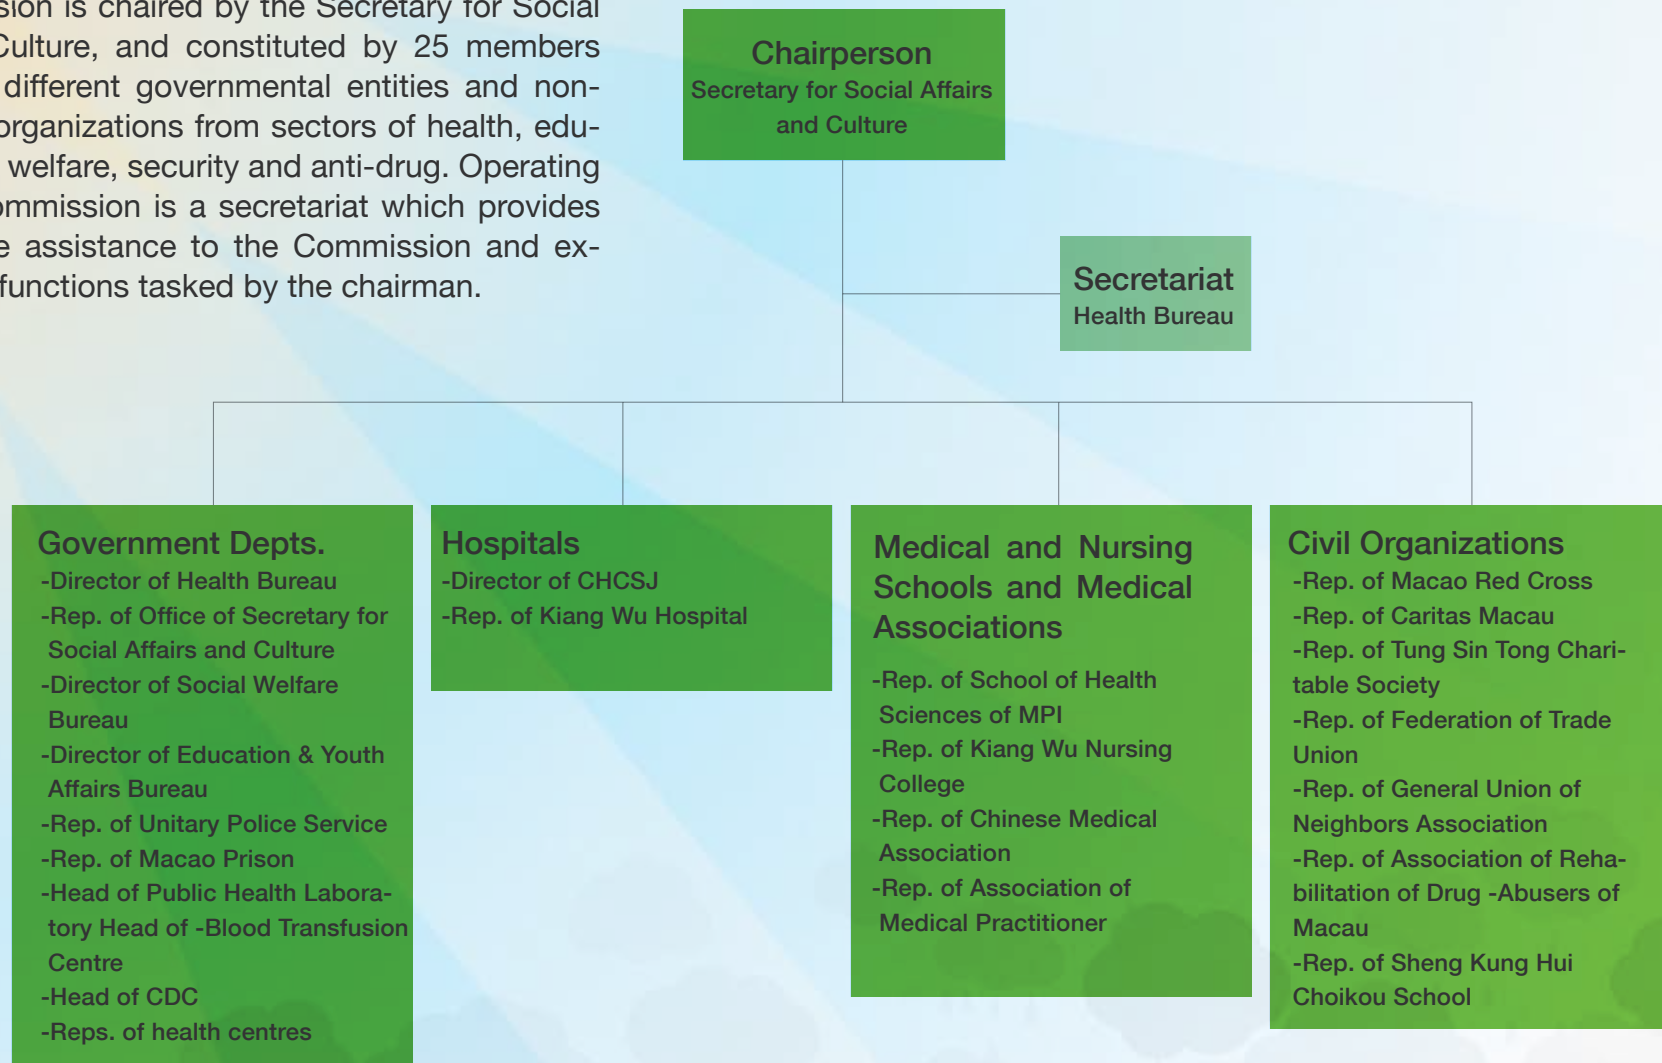 sion is chaired by the Secretary for Social
Culture, and constituted by 25 members
different governmental entities and non-
organizations from sectors of health, edu-
welfare, security and anti-drug. Operating
ommission is a secretariat which provides
e assistance to the Commission and ex-
functions tasked by the chairman.
Chairperson
Secretary for Social Affairs
and Culture
Secretariat
Health Bureau
Government Depts.
-Director of Health Bureau
-Rep. of Office of Secretary for
Social Affairs and Culture
-Director of Social Welfare
Bureau
-Director of Education & Youth
Affairs Bureau
-Rep. of Unitary Police Service
-Rep. of Macao Prison
-Head of Public Health Labora-
tory Head of -Blood Transfusion
Centre
-Head of CDC
-Reps. of health centres
Hospitals
-Director of CHCSJ
-Rep. of Kiang Wu Hospital
Medical and Nursing
Schools and Medical
Associations
-Rep. of School of Health
Sciences of MPI
-Rep. of Kiang Wu Nursing
College
-Rep. of Chinese Medical
Association
-Rep. of Association of
Medical Practitioner
Civil Organizations
-Rep. of Macao Red Cross
-Rep. of Caritas Macau
-Rep. of Tung Sin Tong Chari-
table Society
-Rep. of Federation of Trade
Union
-Rep. of General Union of
Neighbors Association
-Rep. of Association of Reha-
bilitation of Drug -Abusers of
Macau
-Rep. of Sheng Kung Hui
Choikou School